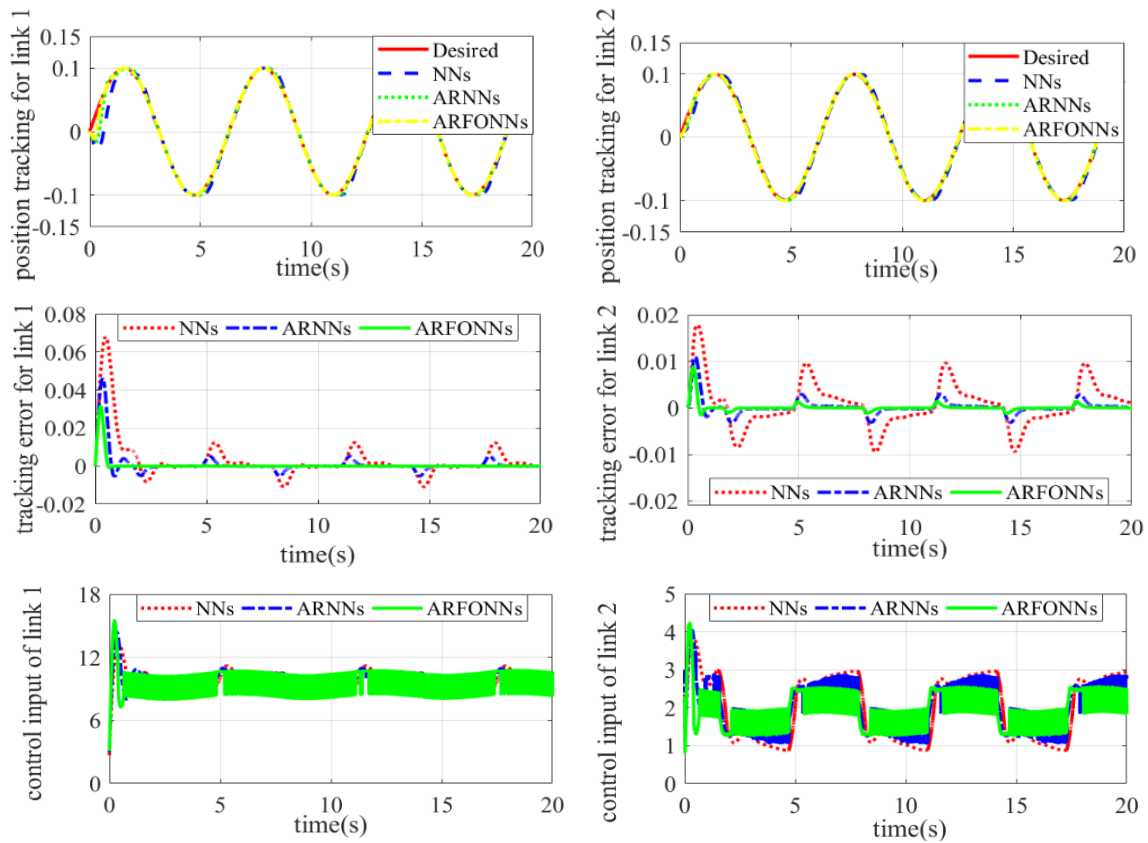 position tracking for link 1
0.15
0.1
0
-0.1
-0.15
Desired
NNs
ARNNs
ARFONNs
0 5 10 15 20
time(s)
position tracking for link 2
0.15
0.1
0
-0.1
-0.15
Desired
NNs
ARNNs
ARFONNs
0 5 10 15 20
time(s)
tracking error for link 1
0.08
0.06
0.04
0.02
0
-0.02
NNs ARNNs ARFONNs
0 5 10 15 20
time(s)
tracking error for link 2
0.02
0.01
0
-0.01
-0.02
NNs ARNNs ARFONNs
0 5 10 15 20
time(s)
control input of link 1
18
12
6
0
NNs ARNNs ARFONNs
0 5 10 15 20
time(s)
control input of link 2
5
4
3
2
1
0
NNs ARNNs ARFONNs
0 5 10 15 20
time(s)